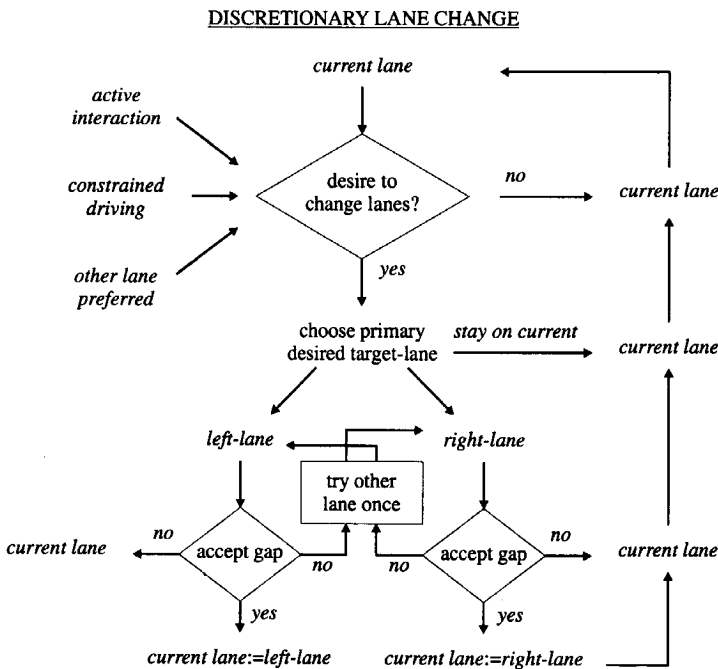 DISCRETIONARY LANE CHANGE
current lane
active
interaction
desire to
change lanes?
no
constrained
driving
current lane
other lane
preferred
yes
choose primary
desired target-lane
stay on current
current lane
left-lane
right-lane
try other
lane once
current lane
no
accept gap
no
no
accept gap
no
current lane
yes
yes
current lane:=left-lane
current lane:=right-lane